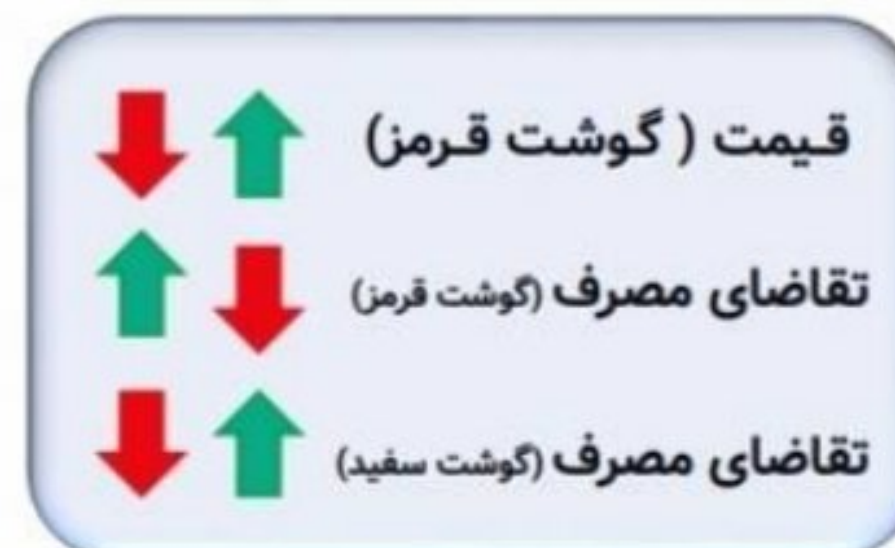 قیمت ( گوشت قرمز)
تقاضای مصرف (گوشت قرمز)
تقاضای مصرف (گوشت سفید)